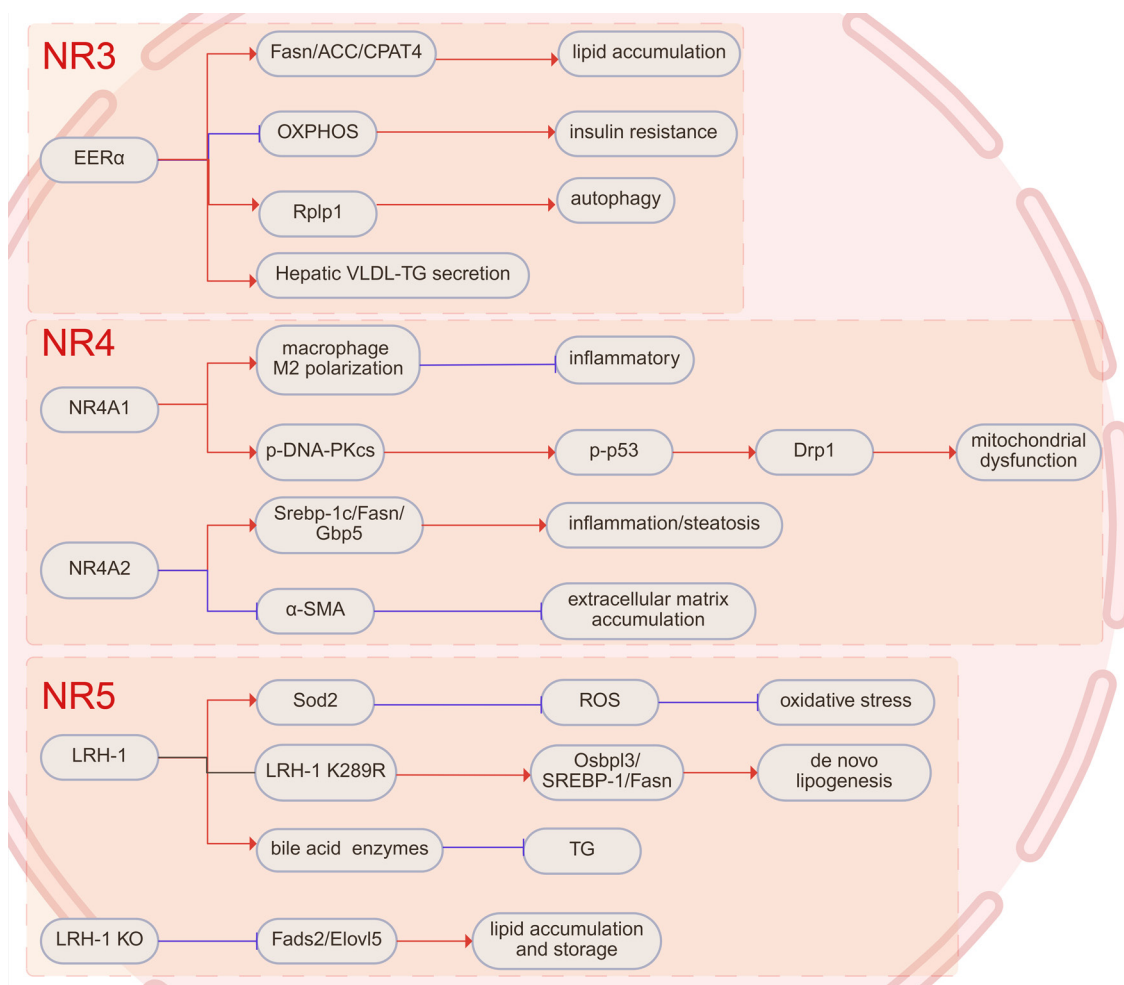 NR3
Fasn/ACC/CPAT4
lipid accumulation
OXPHOS
insulin resistance
EERα
Rplp1
autophagy
Hepatic VLDL-TG secretion
NR4
macrophage
M2 polarization
inflammatory
NR4A1
p-DNA-PKcs
p-p53
Drp1
mitochondrial
dysfunction
Srebp-1c/Fasn/
Gbp5
inflammation/steatosis
NR4A2
α-SMA
extracellular matrix
accumulation
NR5
Sod2
ROS
oxidative stress
LRH-1
LRH-1 K289R
Osbpl3/
SREBP-1/Fasn
de novo
lipogenesis
bile acid  enzymes
TG
LRH-1 KO
Fads2/Elovl5
lipid accumulation
and storage